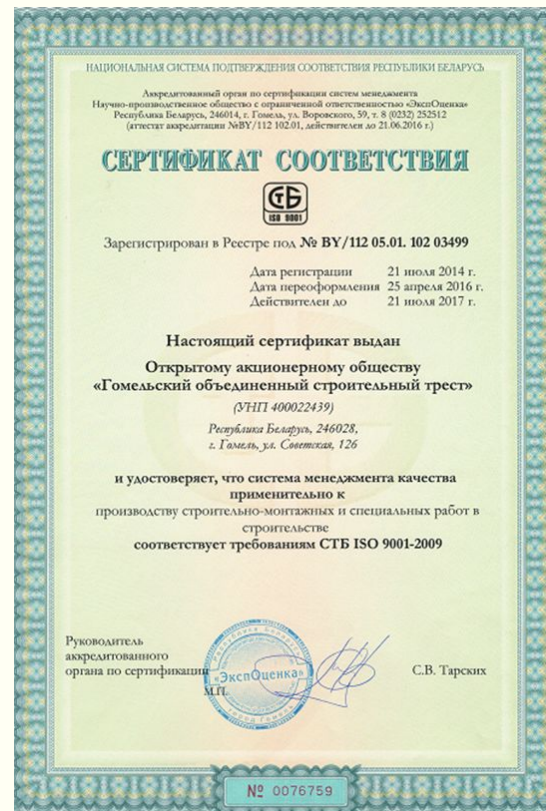 НАЦИОНАЛЬНАЯ СИСТЕМА ПОДТВЕРЖДЕНИЯ СООТВЕТСТВИЯ РЕСПУБЛИКИ БЕЛАРУСЬ
Аккредитованный орган по сертификации систем менеджмента
Научно-производственное общество с ограниченной ответственностью «ЭкспОценка»
Республика Беларусь, 246014, г. Гомель, ул. Воровского, 59, т. 8 (0232) 252512
(аттестат аккредитации №BY/112 102.01, действителен до 21.06.2016 г.)
СЕРТИФИКАТ СООТВЕТСТВИЯ
СТБ
ISO 9001
Зарегистрирован в Реестре под № BY/112 05.01. 102 03499
Дата регистрации 21 июля 2014 г.
Дата переоформления 25 апреля 2016 г.
Действителен до 21 июля 2017 г.
Настоящий сертификат выдан
Открытому акционерному обществу
«Гомельский объединенный строительный трест»
(УНП 400022439)
Республика Беларусь, 246028,
г. Гомель, ул. Советская, 126
и удостоверяет, что система менеджмента качества
применительно к
производству строительно-монтажных и специальных работ в
строительстве
соответствует требованиям СТБ ISO 9001-2009
Руководитель
аккредитованного
органа по сертификации
М.П.
«ЭкспОценка»
Республика Беларусь
город Гомель
С.В. Тарских
№ 0076759